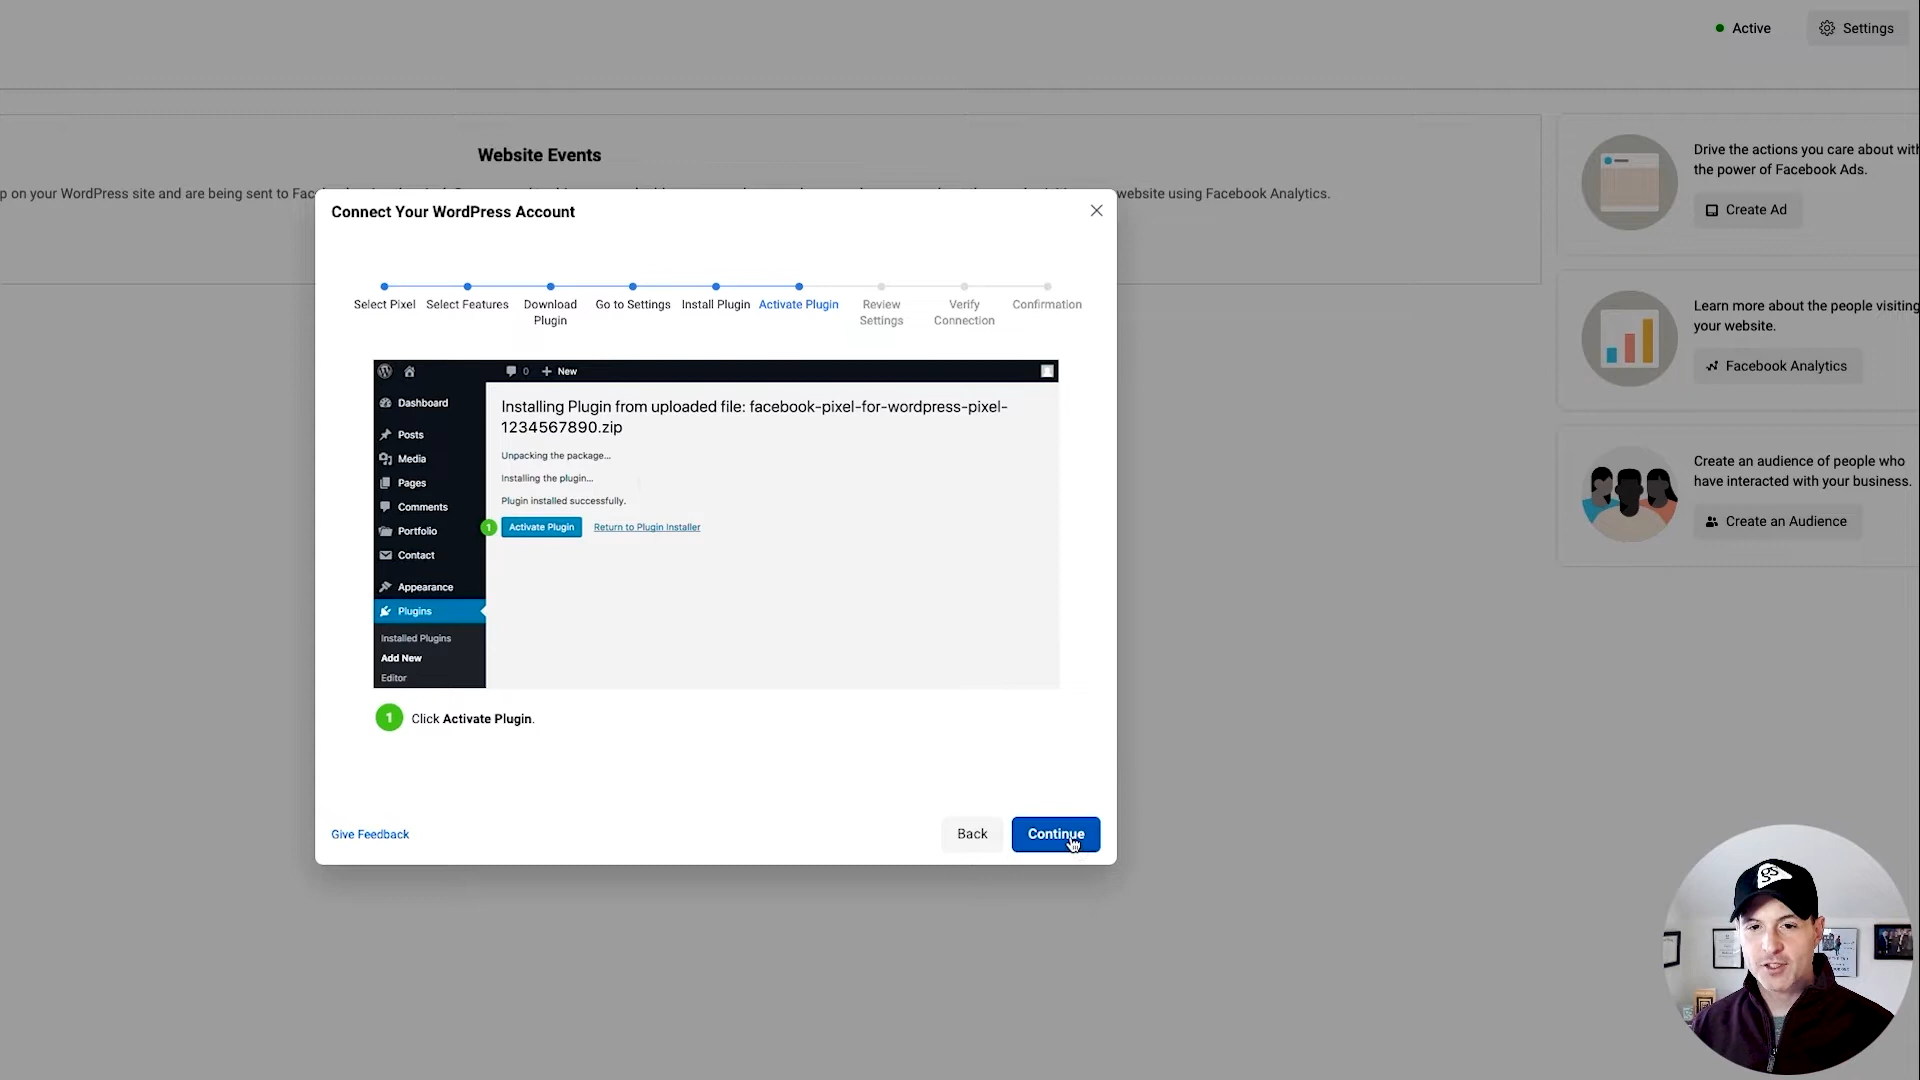 Active
Settings
Website Events
p on your WordPress site and are being sent to Fac
website using Facebook Analytics.
Drive the actions you care about with
the power of Facebook Ads.
Create Ad
Learn more about the people visiting
your website.
Facebook Analytics
Create an audience of people who
have interacted with your business.
Create an Audience
Connect Your WordPress Account
Select Pixel
Select Features
Download
Plugin
Go to Settings
Install Plugin
Activate Plugin
Review
Settings
Verify
Connection
Confirmation
0
New
Dashboard
Posts
Media
Pages
Comments
Portfolio
Contact
Appearance
Plugins
Installed Plugins
Add New
Editor
Installing Plugin from uploaded file: facebook-pixel-for-wordpress-pixel-
1234567890.zip
Unpacking the package...
Installing the plugin...
Plugin installed successfully.
1 Activate Plugin Return to Plugin Installer
1 Click Activate Plugin.
Give Feedback
Back
Continue
gs